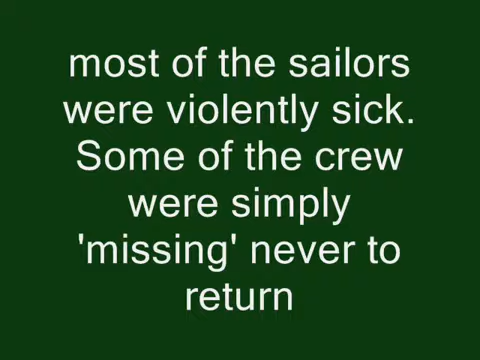 most of the sailors
were violently sick.
Some of the crew
were simply
'missing' never to
return